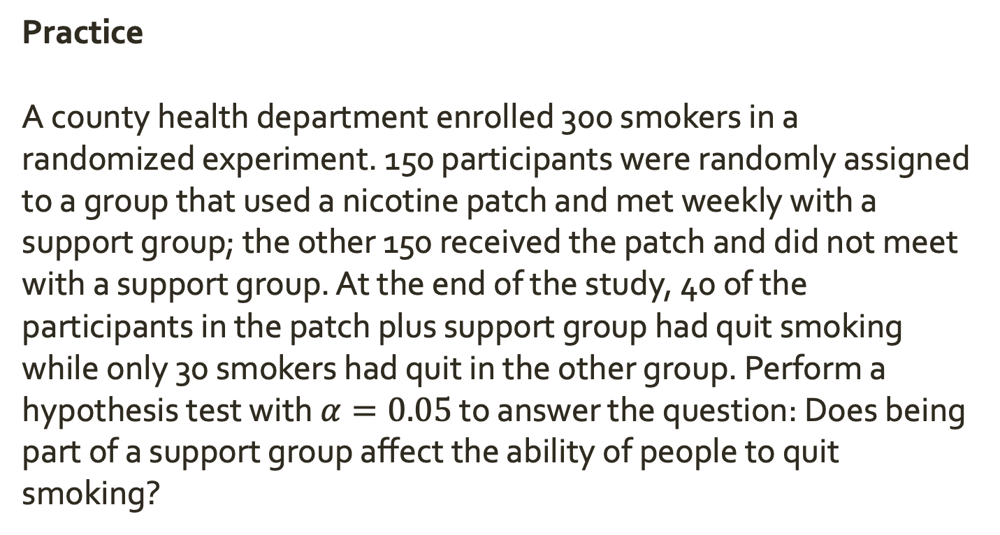 Practice
A county health department enrolled 300 smokers in a
randomized experiment. 150 participants were randomly assigned
to a group that used a nicotine patch and met weekly with a
support group; the other 150 received the patch and did not meet
with a support group. At the end of the study, 40 of the
participants in the patch plus support group had quit smoking
while only 30 smokers had quit in the other group. Perform a
hypothesis test with α = 0.05 to answer the question: Does being
part of a support group affect the ability of people to quit
smoking?